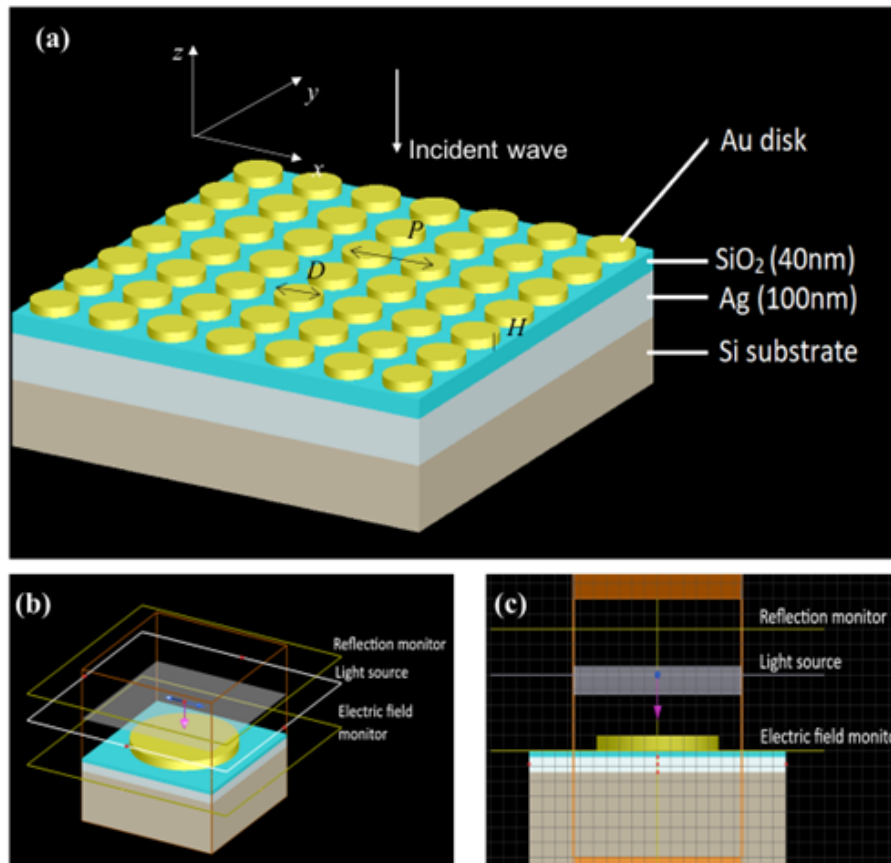 (a)
z
y
x
Incident wave
Au disk
P
D
SiO₂ (40nm)
Ag (100nm)
H
Si substrate
(b)
Reflection monitor
Light source
Electric field
monitor
(c)
Reflection monitor
Light source
Electric field monito